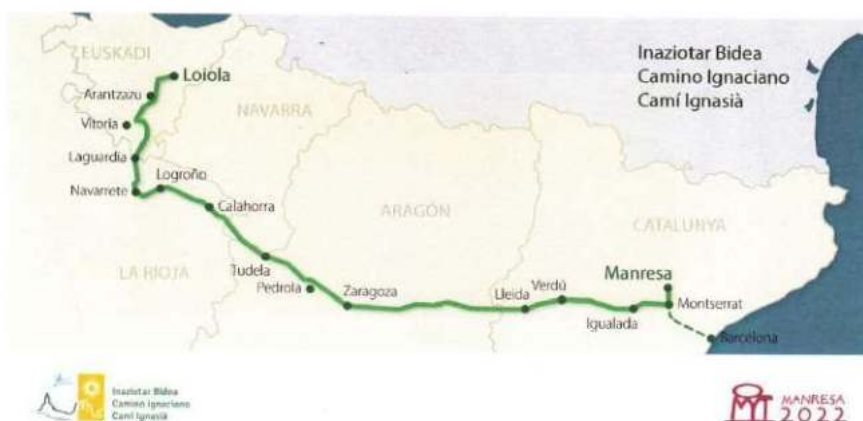 ZEUSKADI
Loiola
Arantzazu
Vitoria
Laguardia
Navarrete
Logroño
Calahorra
NAVARRA
LA RIOJA
Tudela
Pedrola
Zaragoza
ARAGÓN
CATALUNYA
Lleida
Verdú
Igualada
Manresa
Montserrat
Barcelona
Inaziotar Bidea
Camino Ignaciano
Camí Ignasià
Inaziotar Bidea
Camino Ignaciano
Camí Ignasià
MANRESA
2022